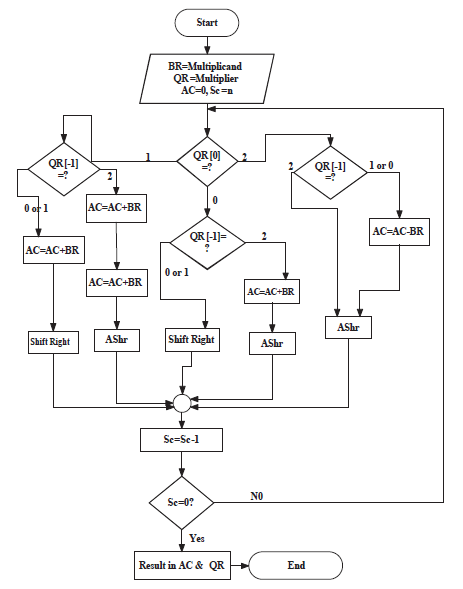 Start
BR=Multiplicand
QR=Multiplier
AC=0, Sc=n
QR[-1]
=?
1
QR[0]
=?
2
QR[-1]
=?
2
1 or 0
2
0 or 1
0
AC=AC+BR
AC=AC+BR
QR[-1]=
?
2
AC=AC-BR
0 or 1
AC=AC+BR
AC=AC+BR
Shift Right
AShr
Shift Right
AShr
AShr
Sc=Sc-1
Sc=0?
N0
Yes
Result in AC & QR
End